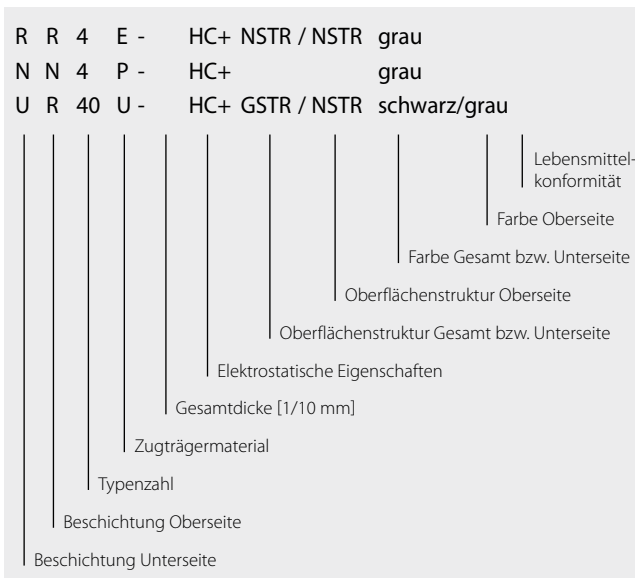 R R 4 E - HC+ NSTR / NSTR grau
N N 4 P - HC+ grau
U R 40 U - HC+ GSTR / NSTR schwarz/grau
Lebensmittel-
konformität
Farbe Oberseite
Farbe Gesamt bzw. Unterseite
Oberflächenstruktur Oberseite
Oberflächenstruktur Gesamt bzw. Unterseite
Elektrostatische Eigenschaften
Gesamtdicke [1/10 mm]
Zugträgermaterial
Typenzahl
Beschichtung Oberseite
Beschichtung Unterseite